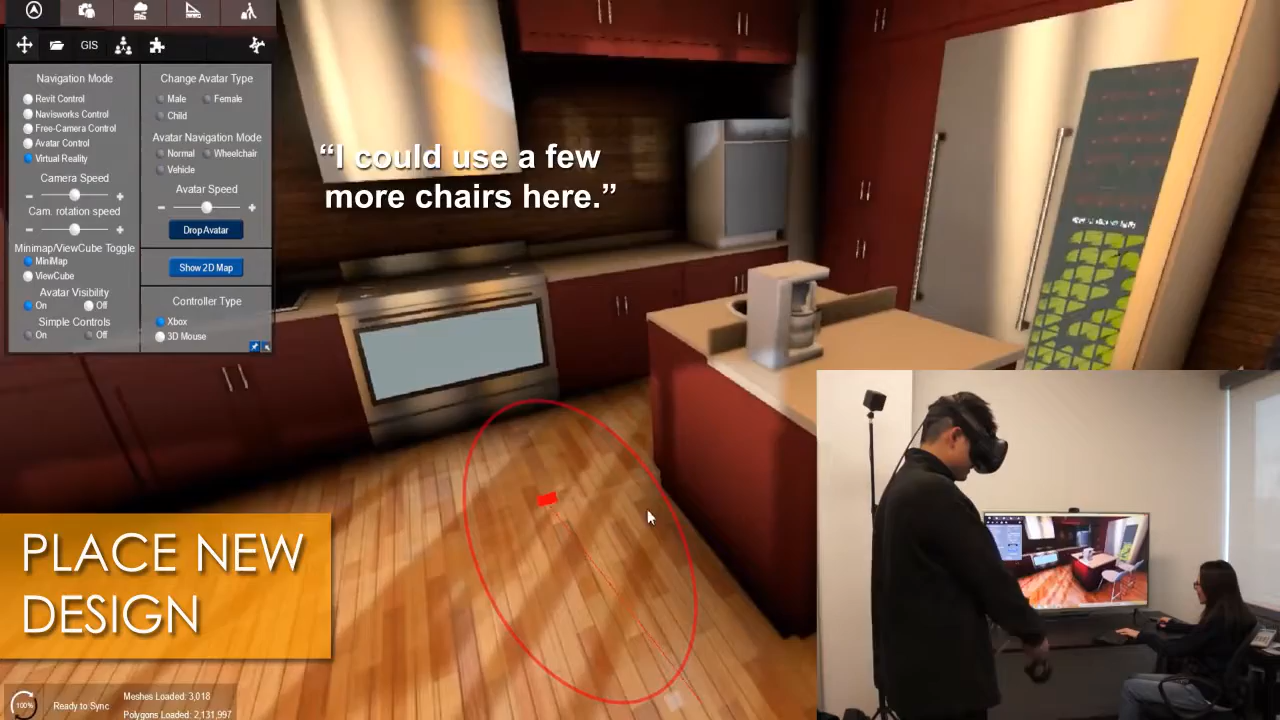 GIS
Navigation Mode
Revit Control
Navisworks Control
Free-Camera Control
Avatar Control
Virtual Reality
Camera Speed
Cam. rotation speed
Minimap/ViewCube Toggle
MiniMap
ViewCube
Avatar Visibility
On Off
Simple Controls
On Off
Change Avatar Type
Male Female
Child
Avatar Navigation Mode
Normal Wheelchair
Vehicle
Avatar Speed
Drop Avatar
Show 2D Map
Controller Type
Xbox
3D Mouse
“I could use a few
more chairs here.”
PLACE NEW
DESIGN
100%
Ready to Sync
Meshes Loaded: 3,018
Polygons Loaded: 2,131,997